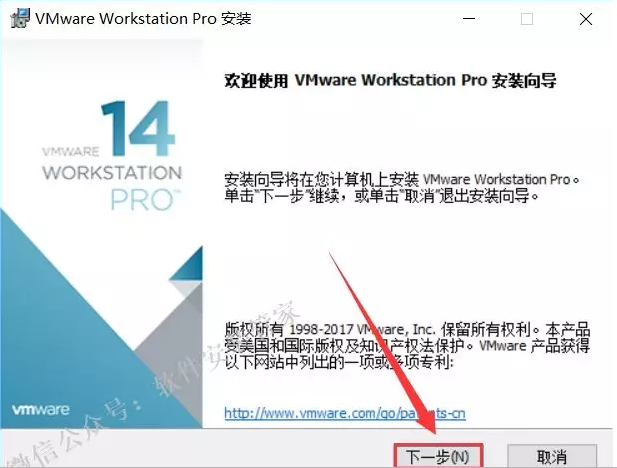 VMware Workstation Pro 安装
14
VMWARE
WORKSTATION
PRO™
欢迎使用 VMware Workstation Pro 安装向导
安装向导将在您计算机上安装 VMware Workstation Pro。
单击“下一步”继续，或单击“取消”退出安装向导。
版权所有 1998-2017 VMware, Inc. 保留所有权利。本产品
受美国和国际版权及知识产权法保护。VMware 产品获得
以下网站中列出的一项或多项专利:
http://www.vmware.com/go/patents-cn
vmware
微信公众号：软件安装管家
下一步(N)
取消